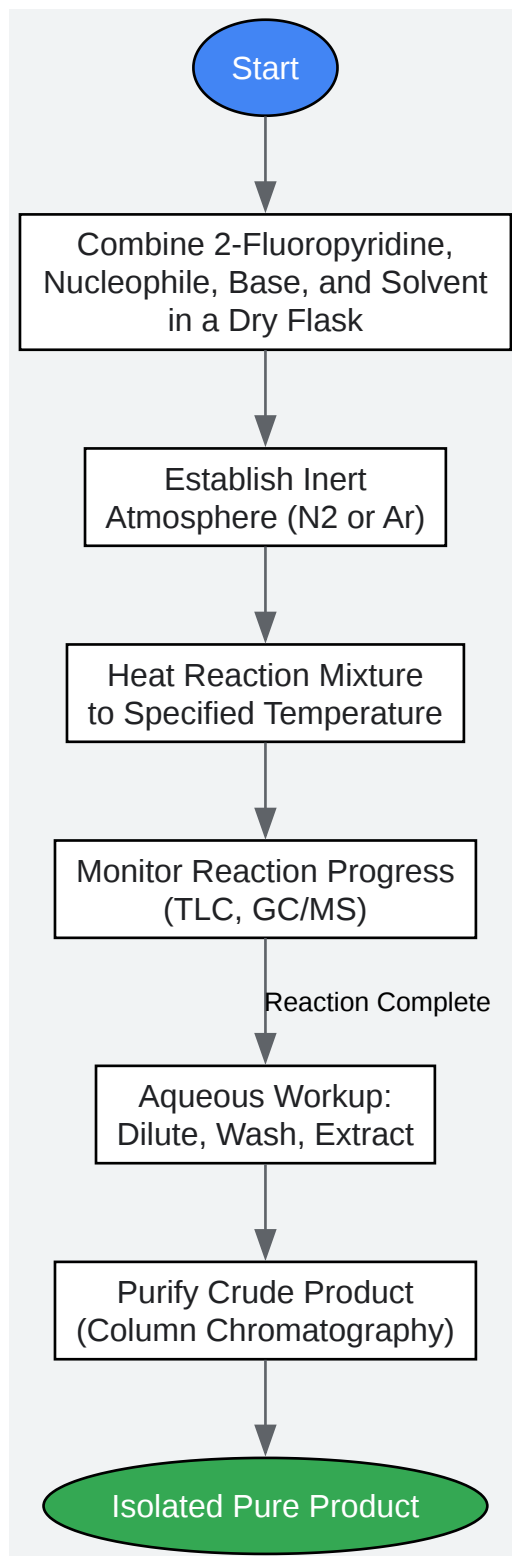 Start
Combine 2-Fluoropyridine,
Nucleophile, Base, and Solvent
in a Dry Flask
Establish Inert
Atmosphere (N2 or Ar)
Heat Reaction Mixture
to Specified Temperature
Monitor Reaction Progress
(TLC, GC/MS)
Reaction Complete
Aqueous Workup:
Dilute, Wash, Extract
Purify Crude Product
(Column Chromatography)
Isolated Pure Product